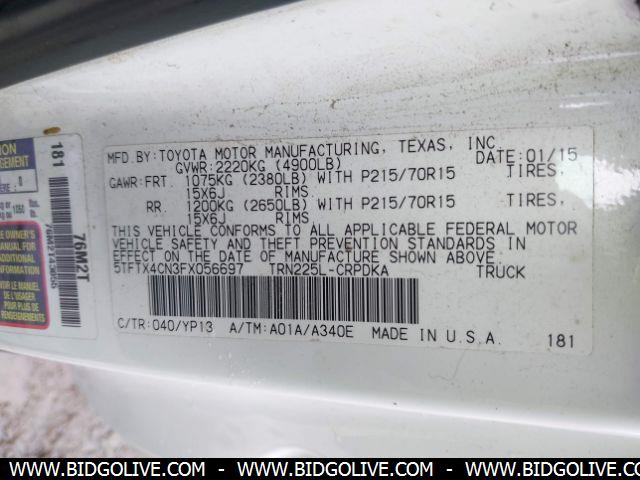 MFD.BY:TOYOTA MOTOR MANUFACTURING, TEXAS, INC.
GVWR:2220KG (4900LB) DATE:01/15
GAWR:FRT. 1075KG (2380LB) WITH P215/70R15 TIRES,
15X6J RIMS
RR. 1200KG (2650LB) WITH P215/70R15 TIRES,
15X6J RIMS
THIS VEHICLE CONFORMS TO ALL APPLICABLE FEDERAL MOTOR
VEHICLE SAFETY AND THEFT PREVENTION STANDARDS IN
EFFECT ON THE DATE OF MANUFACTURE SHOWN ABOVE.
5TFTX4CN3FX056697 TRN225L-CRPDKA TRUCK
C/TR:040/YP13 A/TM:A01A/A340E MADE IN U.S.A. 181
181
76M2T
WWW.BIDGOLIVE.COM - WWW.BIDGOLIVE.COM - WWW.BIDGOLIVE.COM